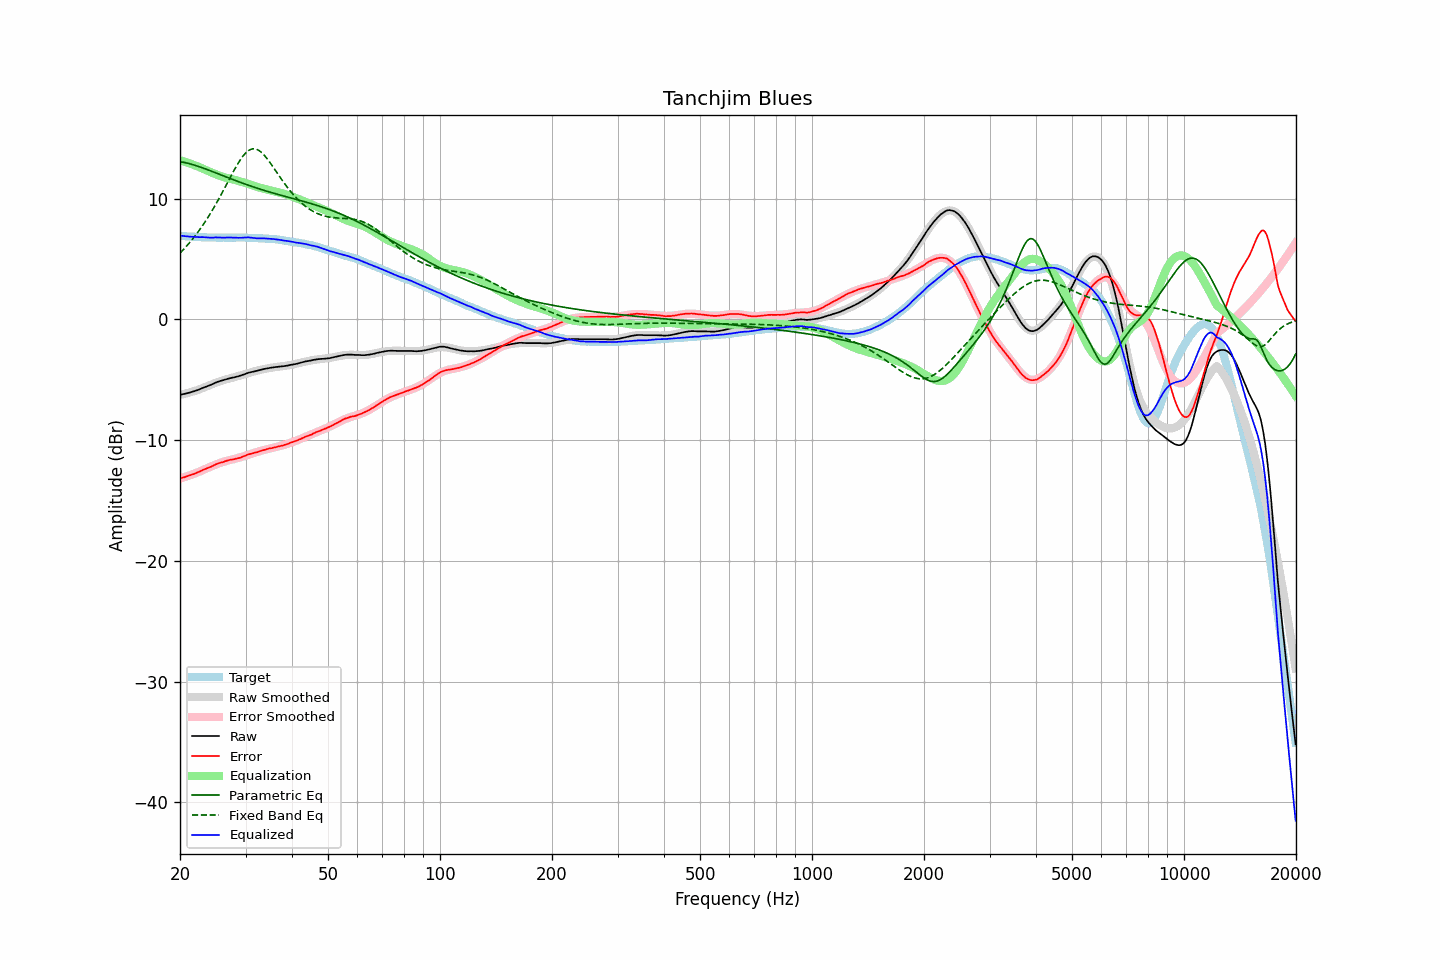 Tanchjim Blues
Amplitude (dBr)
10
0
−10
−20
−30
−40
Target
Raw Smoothed
Error Smoothed
Raw
Error
Equalization
Parametric Eq
Fixed Band Eq
Equalized
20 50 100 200 500 1000 2000 5000 10000 20000
Frequency (Hz)